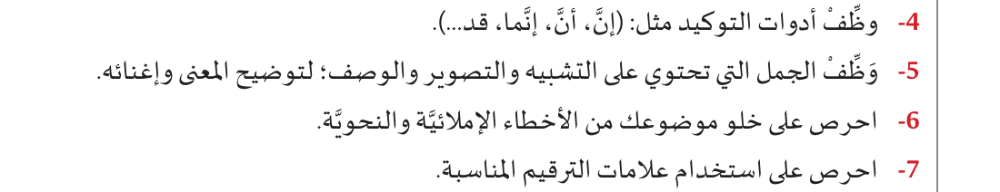 4- وظِّفْ أدوات التوكيد مثل: (إنَّ، أنَّ، إنَّما، قد...).
5- وَظِّفْ الجمل التي تحتوي على التشبيه والتصوير والوصف؛ لتوضيح المعنى وإغنائه.
6- احرص على خلو موضوعك من الأخطاء الإملائيَّة والنحويَّة.
7- احرص على استخدام علامات الترقيم المناسبة.